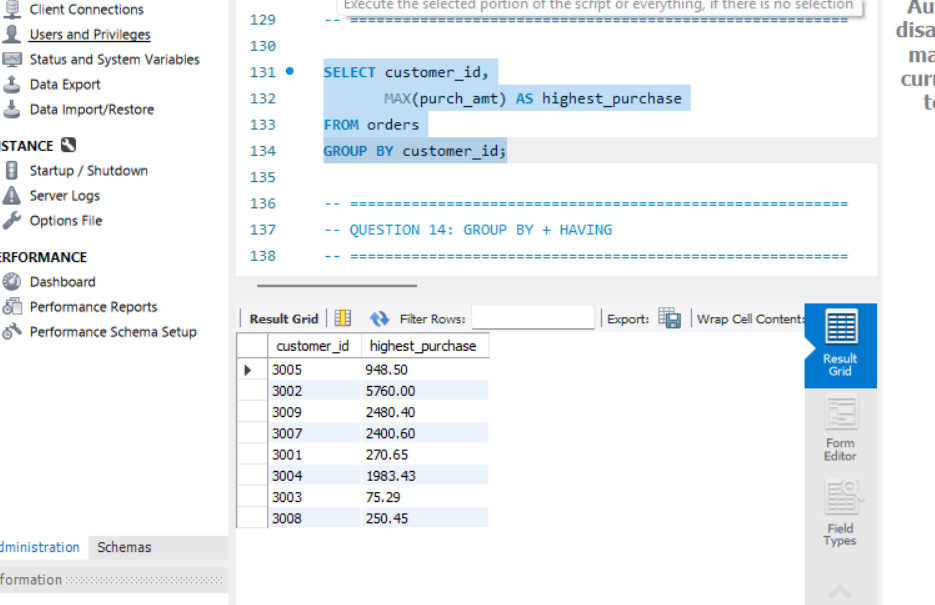 Client Connections
Users and Privileges
Status and System Variables
Data Export
Data Import/Restore
STANCE
Startup / Shutdown
Server Logs
Options File
RFORMANCE
Dashboard
Performance Reports
Performance Schema Setup
dministration Schemas
formation
Execute the selected portion of the script or everything, if there is no selection
129 -- ==========================================================
130
131 SELECT customer_id,
132 MAX(purch_amt) AS highest_purchase
133 FROM orders
134 GROUP BY customer_id;
135
136 -- ==========================================================
137 -- QUESTION 14: GROUP BY + HAVING
138 -- ==========================================================
Result Grid Filter Rows: Export: Wrap Cell Content:
customer_id highest_purchase
3005 948.50
3002 5760.00
3009 2480.40
3007 2400.60
3001 270.65
3004 1983.43
3003 75.29
3008 250.45
Result
Grid
Form
Editor
Field
Types
Au
disa
ma
curr
t